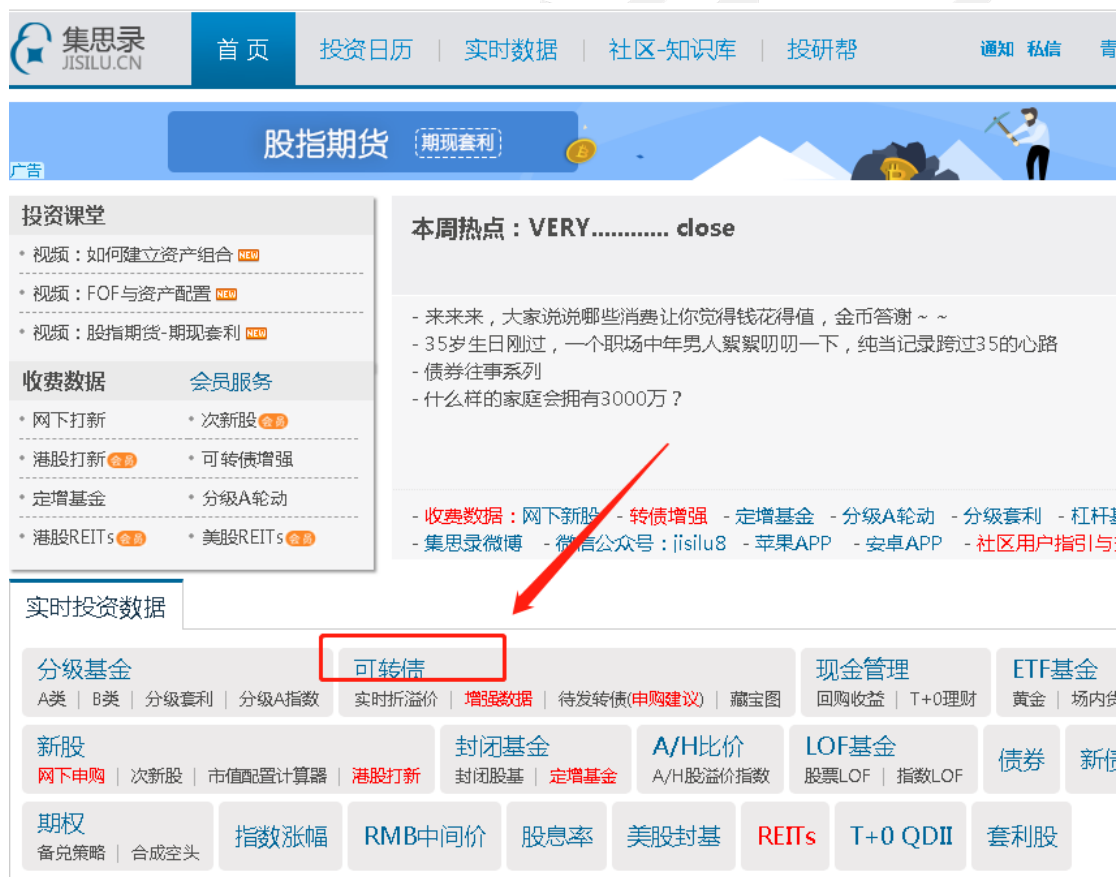 集思录
JISILU.CN
首页 投资日历 | 实时数据 | 社区-知识库 | 投研帮 通知 私信
股指期货 期现套利
广告
投资课堂
• 视频：如何建立资产组合 NEW
• 视频：FOF与资产配置 NEW
• 视频：股指期货-期现套利 NEW
收费数据 会员服务
• 网下打新 • 次新股 会员
• 港股打新 会员 • 可转债增强
• 定增基金 • 分级A轮动
• 港股REITs 会员 • 美股REITs 会员
本周热点：VERY............ close
- 来来来，大家说说哪些消费让你觉得钱花得值，金币答谢~~
- 35岁生日刚过，一个职场中年男人絮絮叨叨一下，纯当记录跨过35的心路
- 债券往事系列
- 什么样的家庭会拥有3000万？
- 收费数据：网下新股 - 转债增强 - 定增基金 - 分级A轮动 - 分级套利 - 杠杆
- 集思录微博 - 微信公众号：jisilu8 - 苹果APP - 安卓APP - 社区用户指引与
实时投资数据
分级基金 可转债 现金管理 ETF基金
A类 | B类 | 分级套利 | 分级A指数 实时折溢价 | 增强数据 | 待发转债(申购建议) | 藏宝图 回购收益 | T+0理财 黄金 | 场内
新股 封闭基金 A/H比价 LOF基金 债券 新
网下申购 | 次新股 | 市值配置计算器 | 港股打新 封闭股基 | 定增基金 A/H股溢价指数 股票LOF | 指数LOF
期权 指数涨幅 RMB中间价 股息率 美股封基 REITs T+0 QDII 套利股
备兑策略 | 合成空头